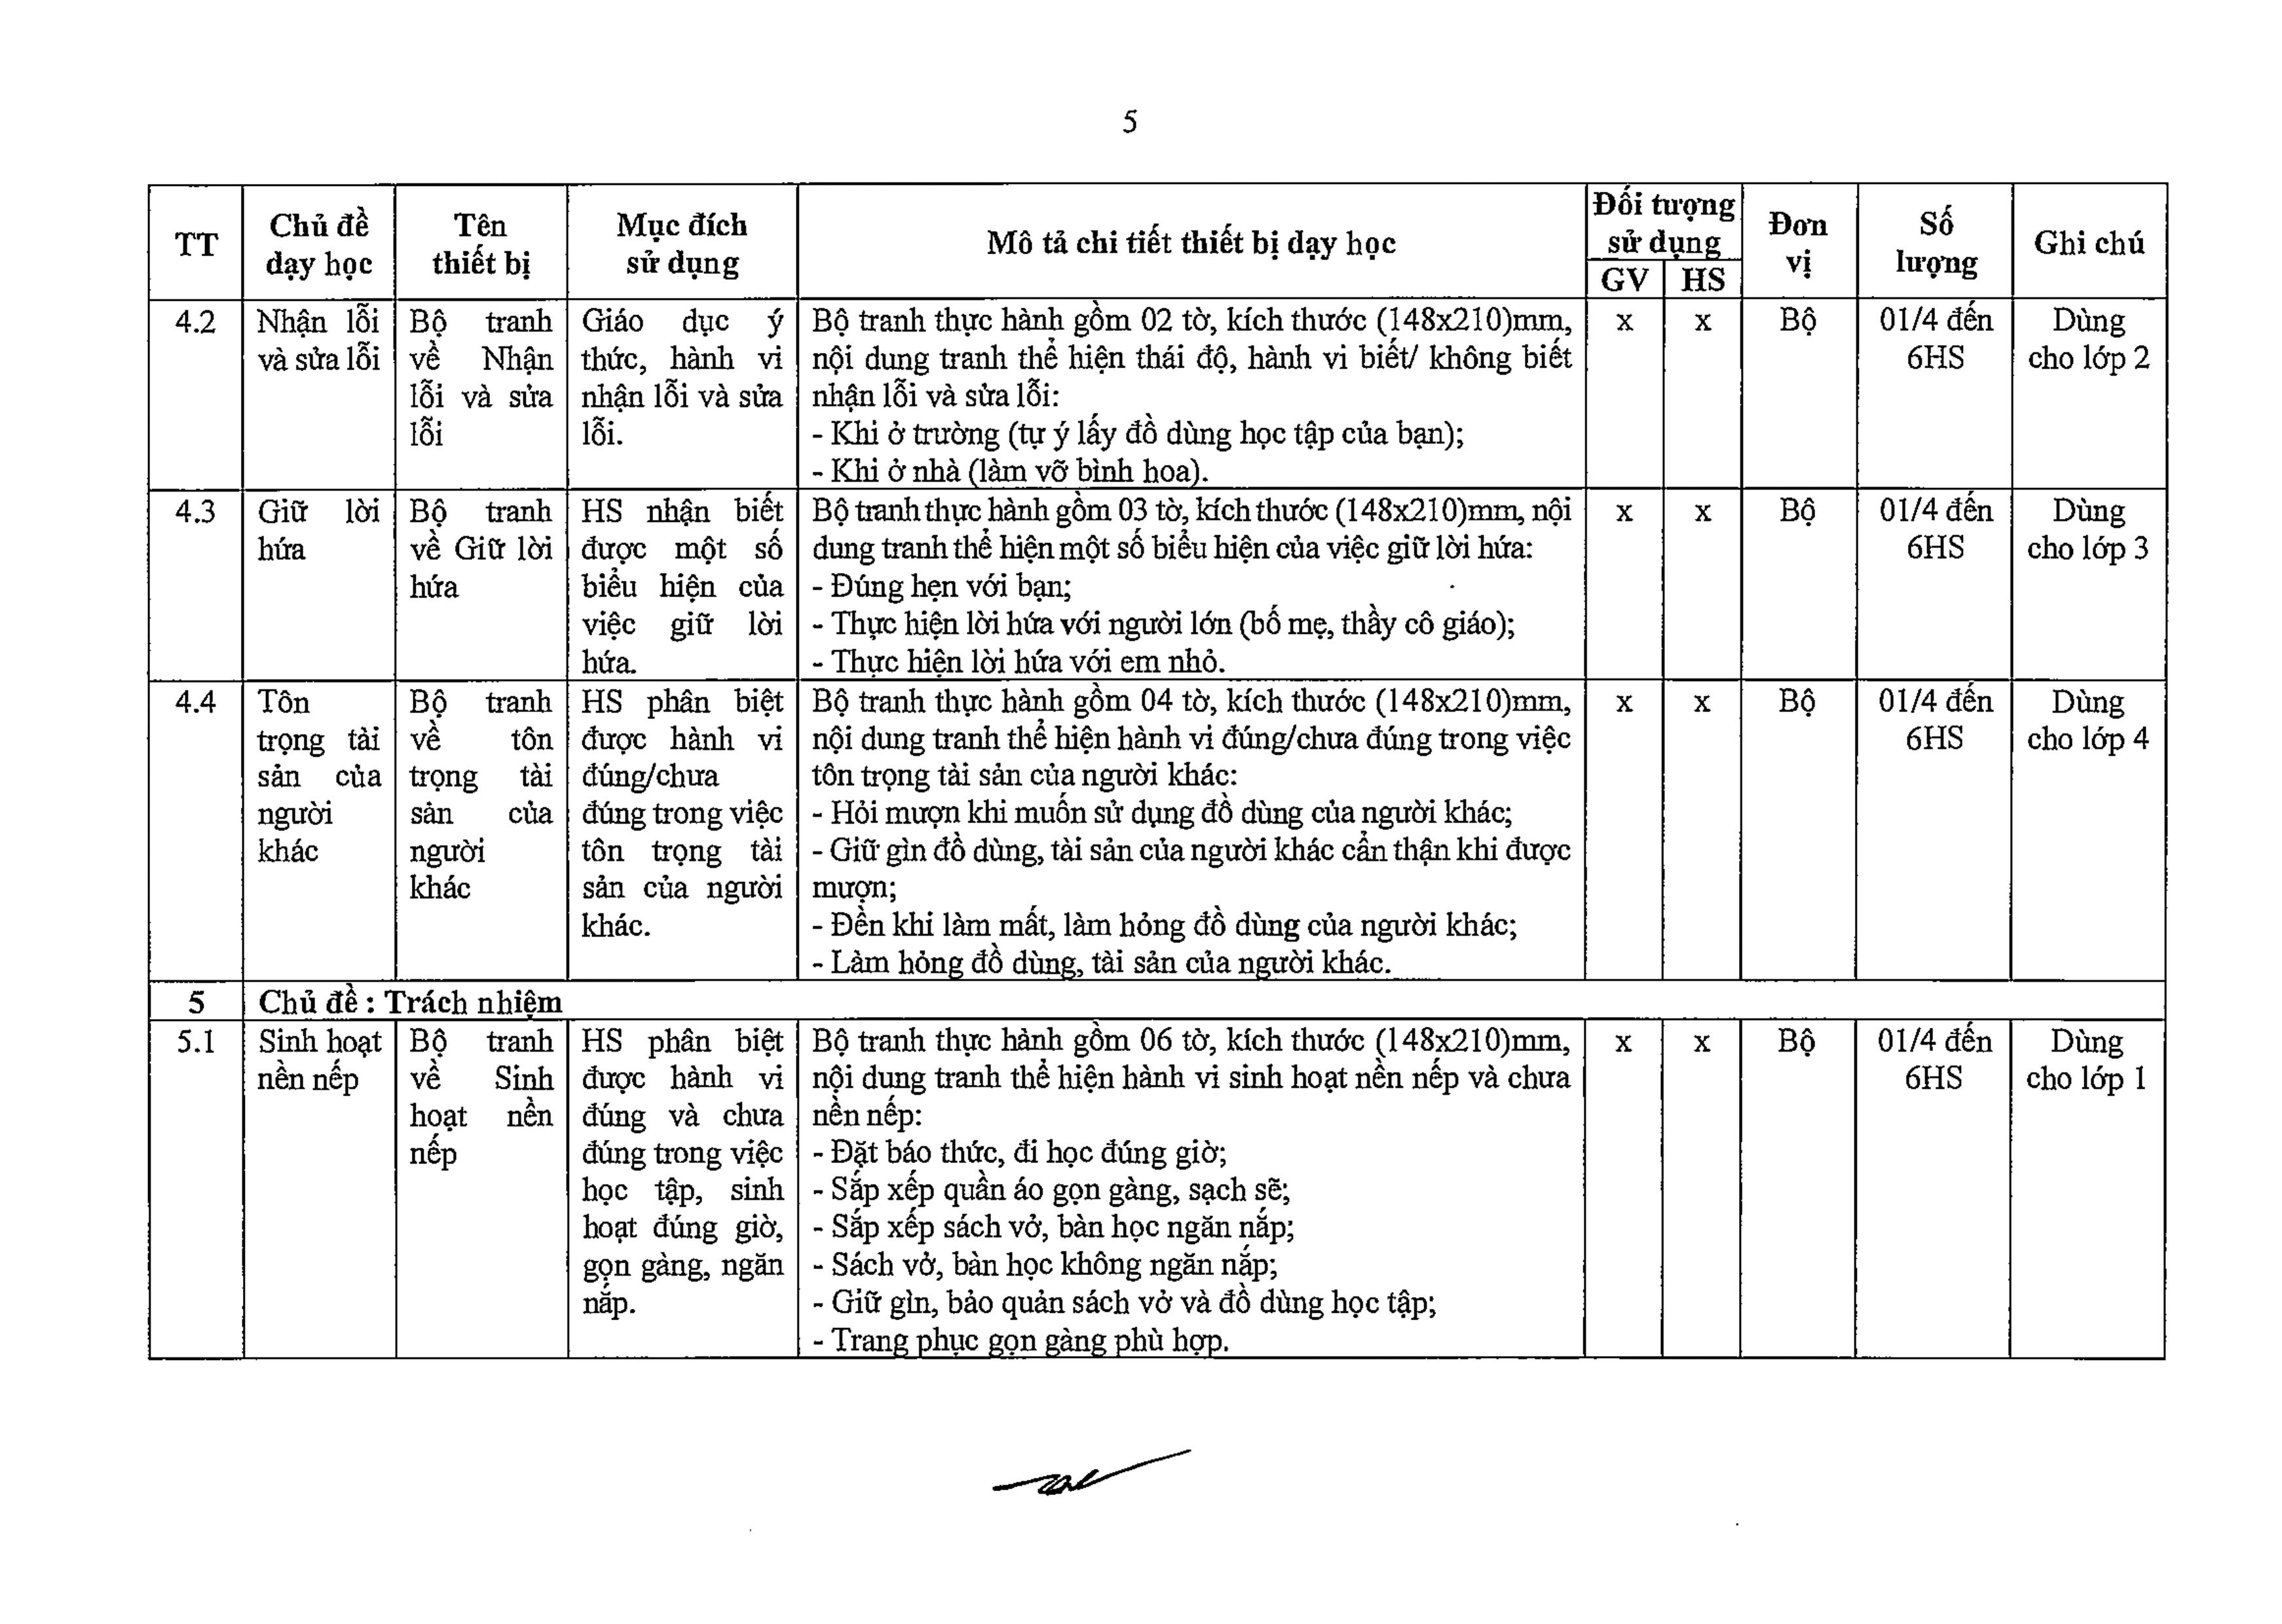 5
TT
Chủ đề
dạy học
Tên
thiết bị
Mục đích
sử dụng
Mô tả chi tiết thiết bị dạy học
Đối tượng
sử dụng
GV
HS
Đơn
vị
Số
lượng
Ghi chú
4.2
Nhận lỗi
và sửa lỗi
Bộ tranh
về Nhận
lỗi và sửa
lỗi
Giáo dục ý
thức, hành vi
nhận lỗi và sửa
lỗi.
Bộ tranh thực hành gồm 02 tờ, kích thước (148x210)mm,
nội dung tranh thể hiện thái độ, hành vi biết/ không biết
nhận lỗi và sửa lỗi:
- Khi ở trường (tự ý lấy đồ dùng học tập của bạn);
- Khi ở nhà (làm vỡ bình hoa).
x
x
Bộ
01/4 đến
6HS
Dùng
cho lớp 2
4.3
Giữ lời
hứa
Bộ tranh
về Giữ lời
hứa
HS nhận biết
được một số
biểu hiện của
việc giữ lời
hứa.
Bộ tranh thực hành gồm 03 tờ, kích thước (148x210)mm, nội
dung tranh thể hiện một số biểu hiện của việc giữ lời hứa:
- Đúng hẹn với bạn;
- Thực hiện lời hứa với người lớn (bố mẹ, thầy cô giáo);
- Thực hiện lời hứa với em nhỏ.
x
x
Bộ
01/4 đến
6HS
Dùng
cho lớp 3
4.4
Tôn
trọng tài
sản của
người
khác
Bộ tranh
về tôn
trọng tài
sản của
người
khác
HS phân biệt
được hành vi
đúng/chưa
đúng trong việc
tôn trọng tài
sản của người
khác.
Bộ tranh thực hành gồm 04 tờ, kích thước (148x210)mm,
nội dung tranh thể hiện hành vi đúng/chưa đúng trong việc
tôn trọng tài sản của người khác:
- Hỏi mượn khi muốn sử dụng đồ dùng của người khác;
- Giữ gìn đồ dùng, tài sản của người khác cẩn thận khi được
mượn;
- Đền khi làm mất, làm hỏng đồ dùng của người khác;
- Làm hỏng đồ dùng, tài sản của người khác.
x
x
Bộ
01/4 đến
6HS
Dùng
cho lớp 4
5
Chủ đề : Trách nhiệm
5.1
Sinh hoạt
nền nếp
Bộ tranh
về Sinh
hoạt nền
nếp
HS phân biệt
được hành vi
đúng và chưa
đúng trong việc
học tập, sinh
hoạt đúng giờ,
gọn gàng, ngăn
nắp.
Bộ tranh thực hành gồm 06 tờ, kích thước (148x210)mm,
nội dung tranh thể hiện hành vi sinh hoạt nền nếp và chưa
nền nếp:
- Đặt báo thức, đi học đúng giờ;
- Sắp xếp quần áo gọn gàng, sạch sẽ;
- Sắp xếp sách vở, bàn học ngăn nắp;
- Sách vở, bàn học không ngăn nắp;
- Giữ gìn, bảo quản sách vở và đồ dùng học tập;
- Trang phục gọn gàng phù hợp.
x
x
Bộ
01/4 đến
6HS
Dùng
cho lớp 1